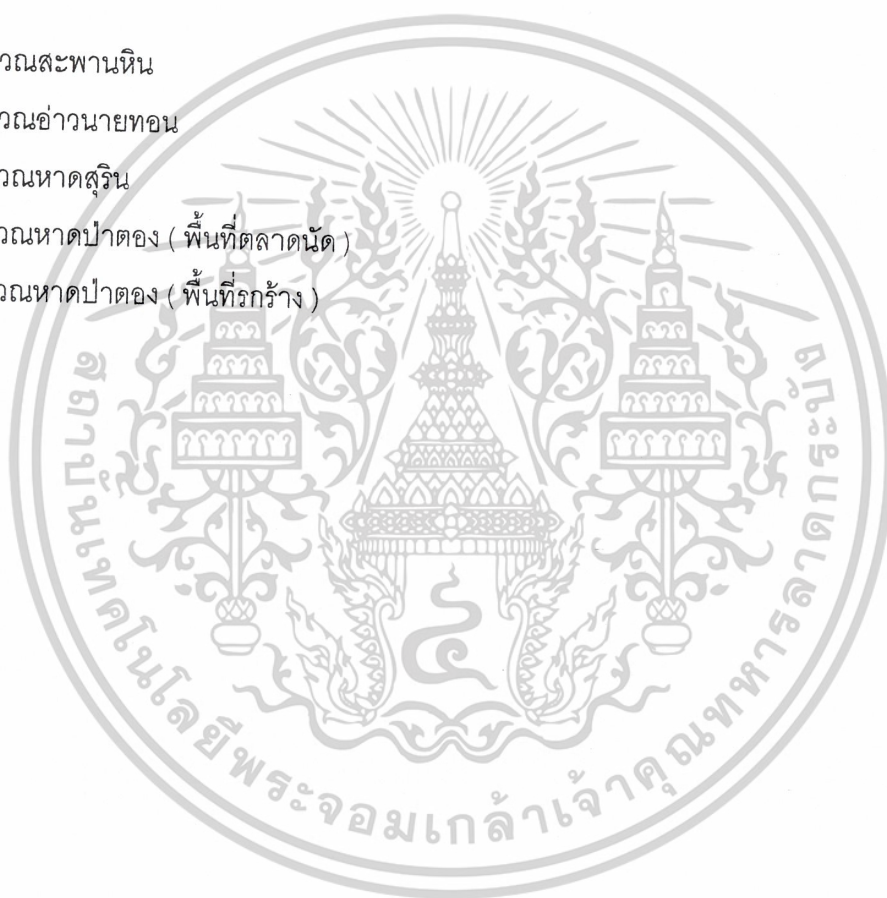 วณสะพานหิน
วณอ่าวนายทอน
วณหาดสุริน
วณหาดป่าตอง ( พื้นที่ตลาดนัด )
วณหาดป่าตอง ( พื้นที่รกร้าง )
สถาบันเทคโนโลยีพระจอมเกล้าเจ้าคุณทหารลาดกระบัง
๔